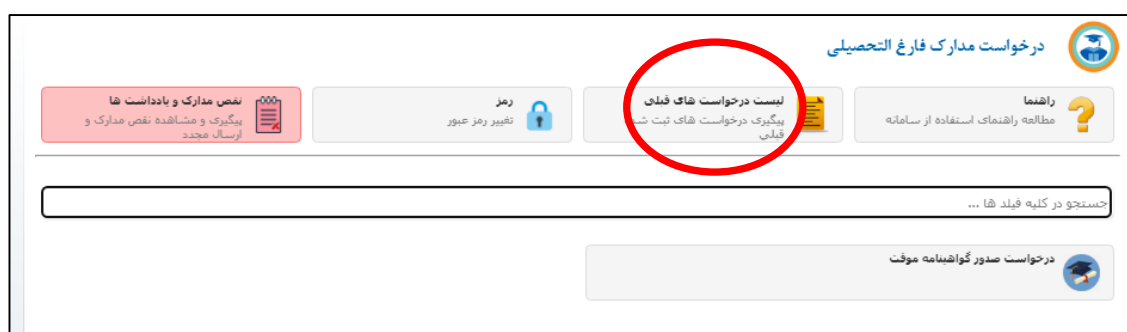 درخواست مدارک فارغ التحصیلی
راهنما
مطالعه راهنمای استفاده از سامانه
لیست درخواست های قبلی
پیگیری درخواست های ثبت شده
قبلی
رمز
تغییر رمز عبور
نقص مدارک و یادداشت ها
پیگیری و مشاهده نقص مدارک و
ارسال مجدد
جستجو در کلیه فیلد ها ...
درخواست صدور گواهینامه موقت